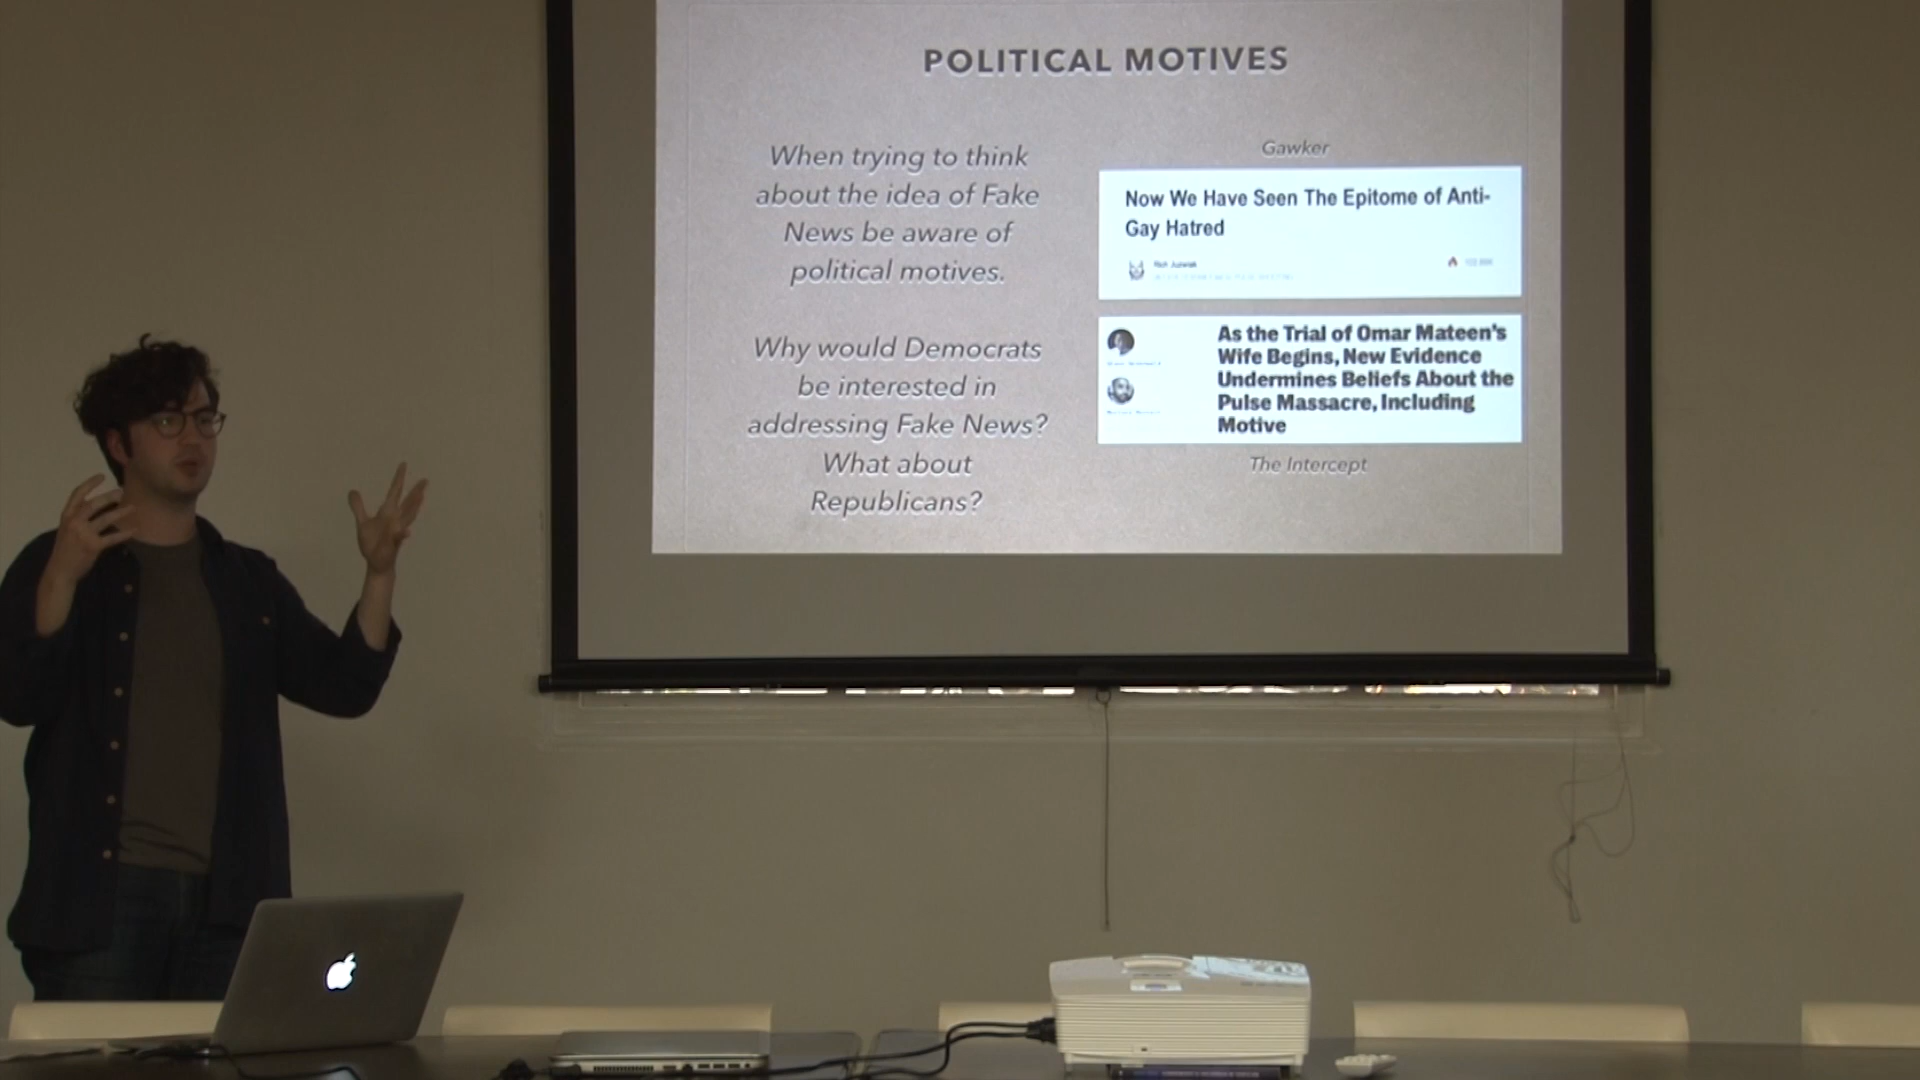 POLITICAL MOTIVES
When trying to think
about the idea of Fake
News be aware of
political motives.
Why would Democrats
be interested in
addressing Fake News?
What about
Republicans?
Gawker
Now We Have Seen The Epitome of Anti-
Gay Hatred
As the Trial of Omar Mateen's
Wife Begins, New Evidence
Undermines Beliefs About the
Pulse Massacre, Including
Motive
The Intercept